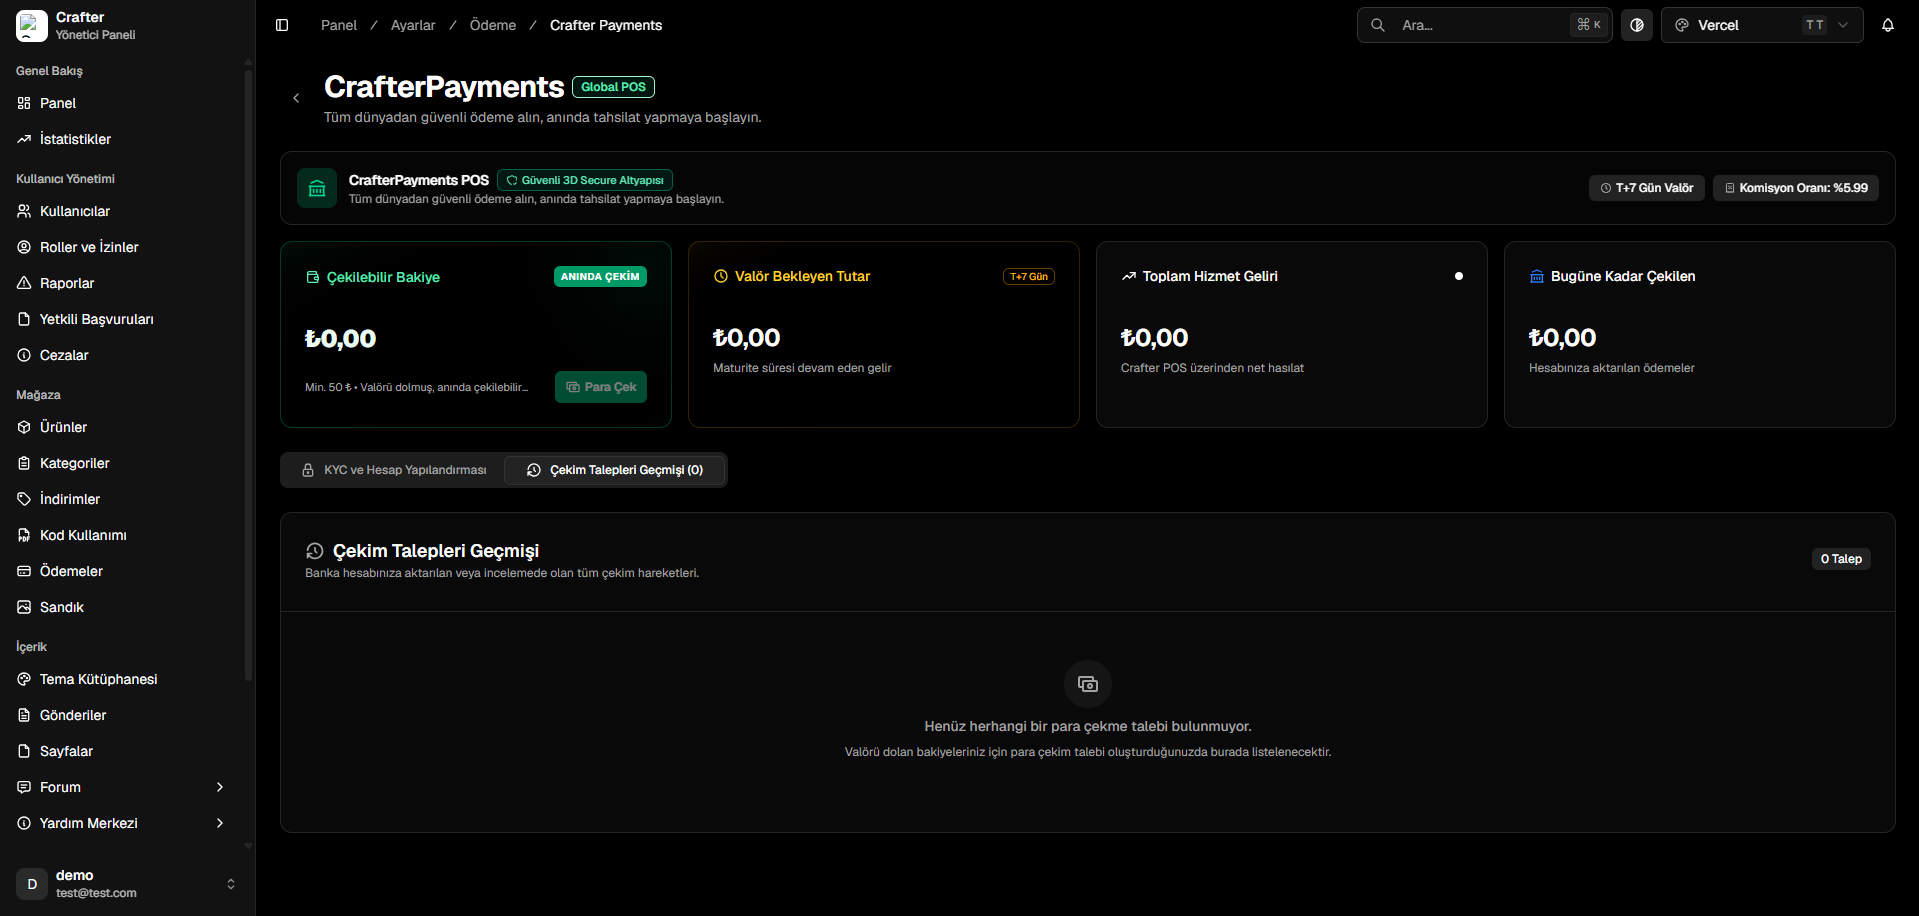 Crafter
Yönetici Paneli
Genel Bakış
Panel
İstatistikler
Kullanıcı Yönetimi
Kullanıcılar
Roller ve İzinler
Raporlar
Yetkili Başvuruları
Cezalar
Mağaza
Ürünler
Kategoriler
İndirimler
Kod Kullanımı
Ödemeler
Sandık
İçerik
Tema Kütüphanesi
Gönderiler
Sayfalar
Forum
Yardım Merkezi
D
demo
test@test.com
Panel / Ayarlar / Ödeme / Crafter Payments
Ara...
⌘ K
Vercel
TT
CrafterPayments
Global POS
Tüm dünyadan güvenli ödeme alın, anında tahsilat yapmaya başlayın.
CrafterPayments POS
Güvenli 3D Secure Altyapısı
Tüm dünyadan güvenli ödeme alın, anında tahsilat yapmaya başlayın.
T+7 Gün Valör
Komisyon Oranı: %5.99
Çekilebilir Bakiye
ANINDA ÇEKİM
₺0,00
Min. 50 ₺ • Valörü dolmuş, anında çekilebilir...
Para Çek
Valör Bekleyen Tutar
T+7 Gün
₺0,00
Maturite süresi devam eden gelir
Toplam Hizmet Geliri
₺0,00
Crafter POS üzerinden net hasılat
Bugüne Kadar Çekilen
₺0,00
Hesabınıza aktarılan ödemeler
KYC ve Hesap Yapılandırması
Çekim Talepleri Geçmişi (0)
Çekim Talepleri Geçmişi
Banka hesabınıza aktarılan veya incelemede olan tüm çekim hareketleri.
0 Talep
Henüz herhangi bir para çekme talebi bulunmuyor.
Valörü dolan bakiyeleriniz için para çekim talebi oluşturduğunuzda burada listelenecektir.